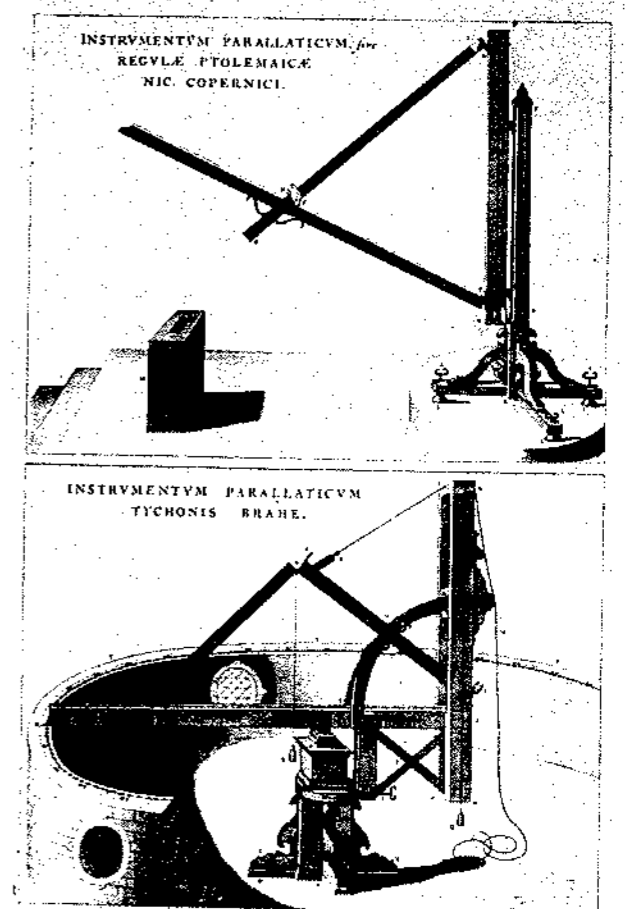 INSTRVMENTVM PARALLATICVM, sive
REGVLÆ PTOLEMAICÆ
NIC. COPERNICI.
INSTRVMENTVM PARALLATICVM
TYCHONIS BRAHE.